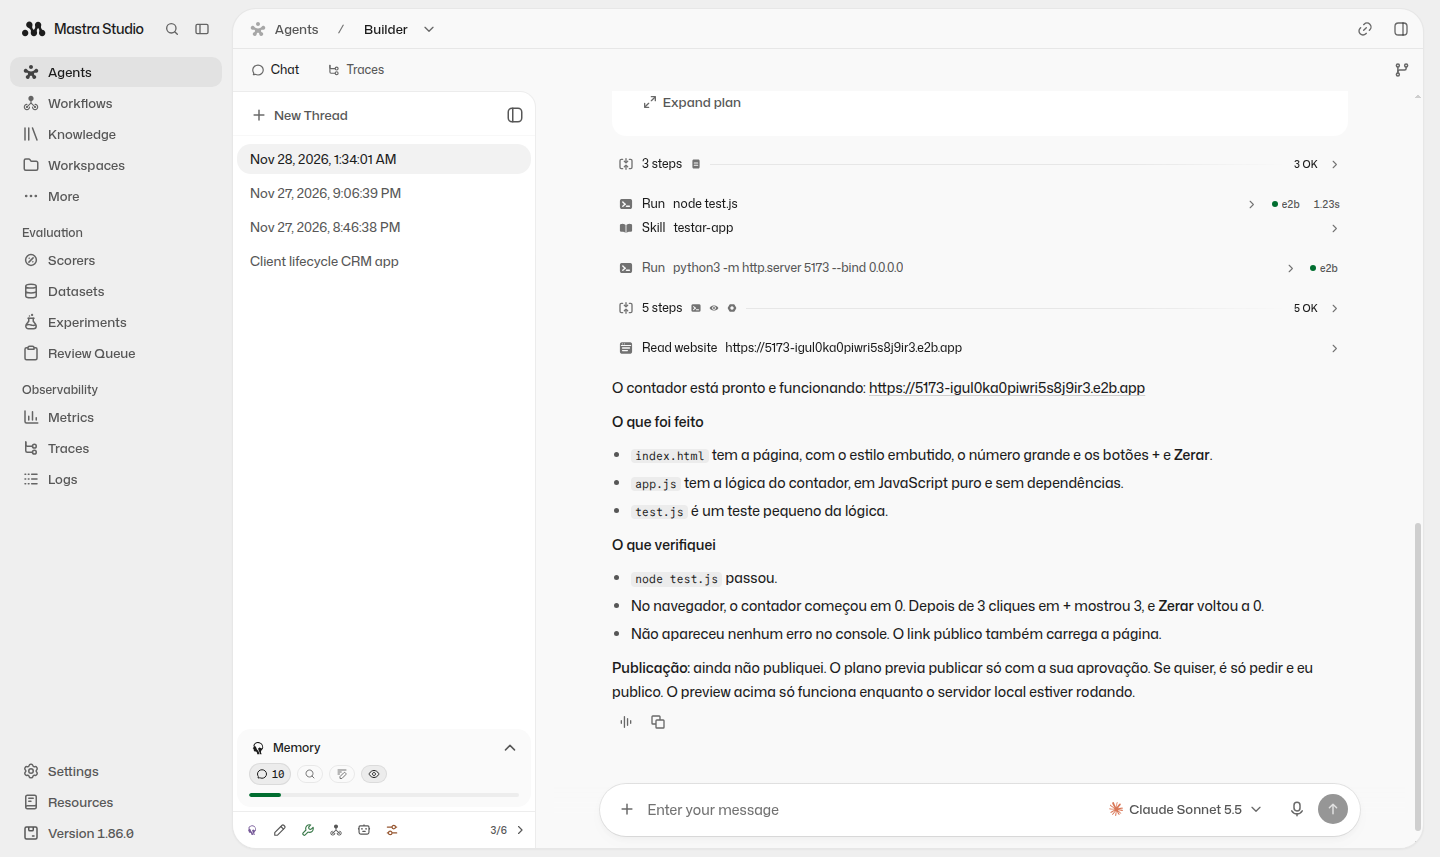 Mastra Studio
Agents
Workflows
Knowledge
Workspaces
More
Evaluation
Scorers
Datasets
Experiments
Review Queue
Observability
Metrics
Traces
Logs
Settings
Resources
Version 1.86.0
Agents / Builder
Chat Traces
New Thread
Nov 28, 2026, 1:34:01 AM
Nov 27, 2026, 9:06:39 PM
Nov 27, 2026, 8:46:38 PM
Client lifecycle CRM app
Memory
10
3/6
Expand plan
3 steps 3 OK
Run node test.js e2b 1.23s
Skill testar-app
Run python3 -m http.server 5173 --bind 0.0.0.0 e2b
5 steps 5 OK
Read website https://5173-igul0ka0piwri5s8j9ir3.e2b.app
O contador está pronto e funcionando: https://5173-igul0ka0piwri5s8j9ir3.e2b.app
O que foi feito
• index.html tem a página, com o estilo embutido, o número grande e os botões + e Zerar.
• app.js tem a lógica do contador, em JavaScript puro e sem dependências.
• test.js é um teste pequeno da lógica.
O que verifiquei
• node test.js passou.
• No navegador, o contador começou em 0. Depois de 3 cliques em + mostrou 3, e Zerar voltou a 0.
• Não apareceu nenhum erro no console. O link público também carrega a página.
Publicação: ainda não publiquei. O plano previa publicar só com a sua aprovação. Se quiser, é só pedir e eu
publico. O preview acima só funciona enquanto o servidor local estiver rodando.
Enter your message
Claude Sonnet 5.5